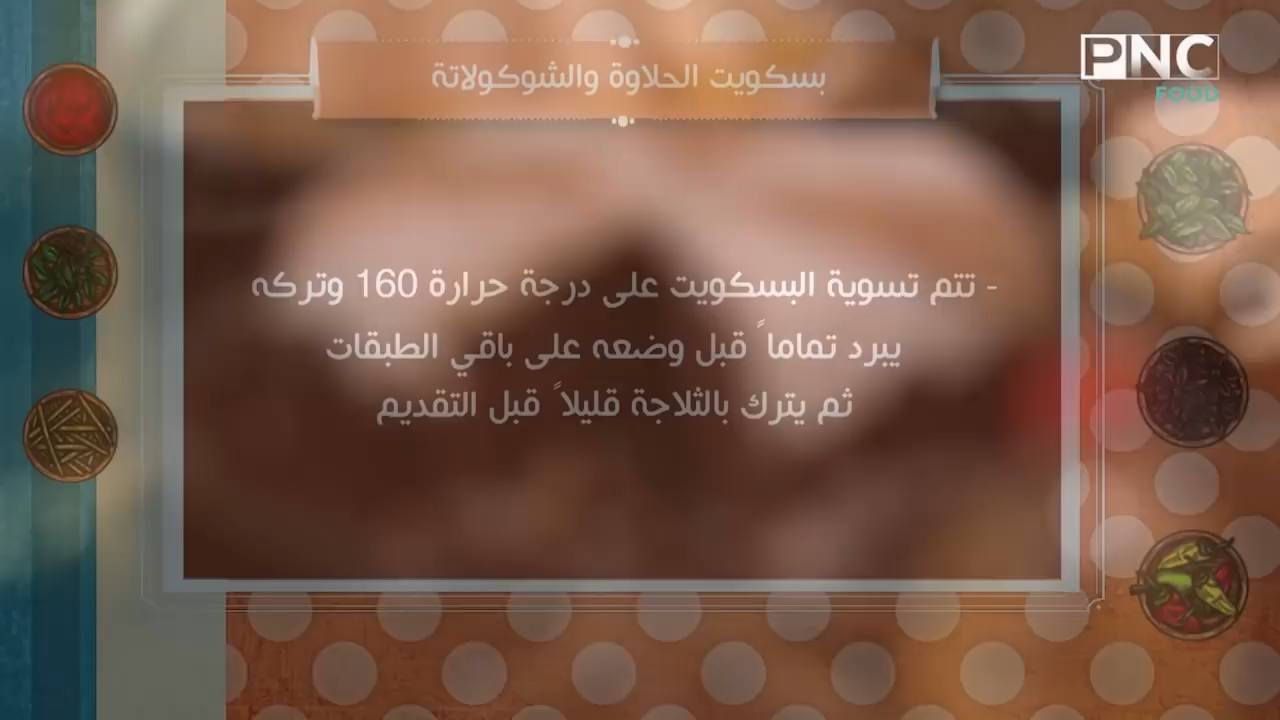 PNC
FOOD
بسكويت الحلاوة والشوكولاتة
- تتم تسوية البسكويت على درجة حرارة 160 وتركه
يبرد تماماً قبل وضعه على باقي الطبقات
ثم يترك بالثلاجة قليلاً قبل التقديم